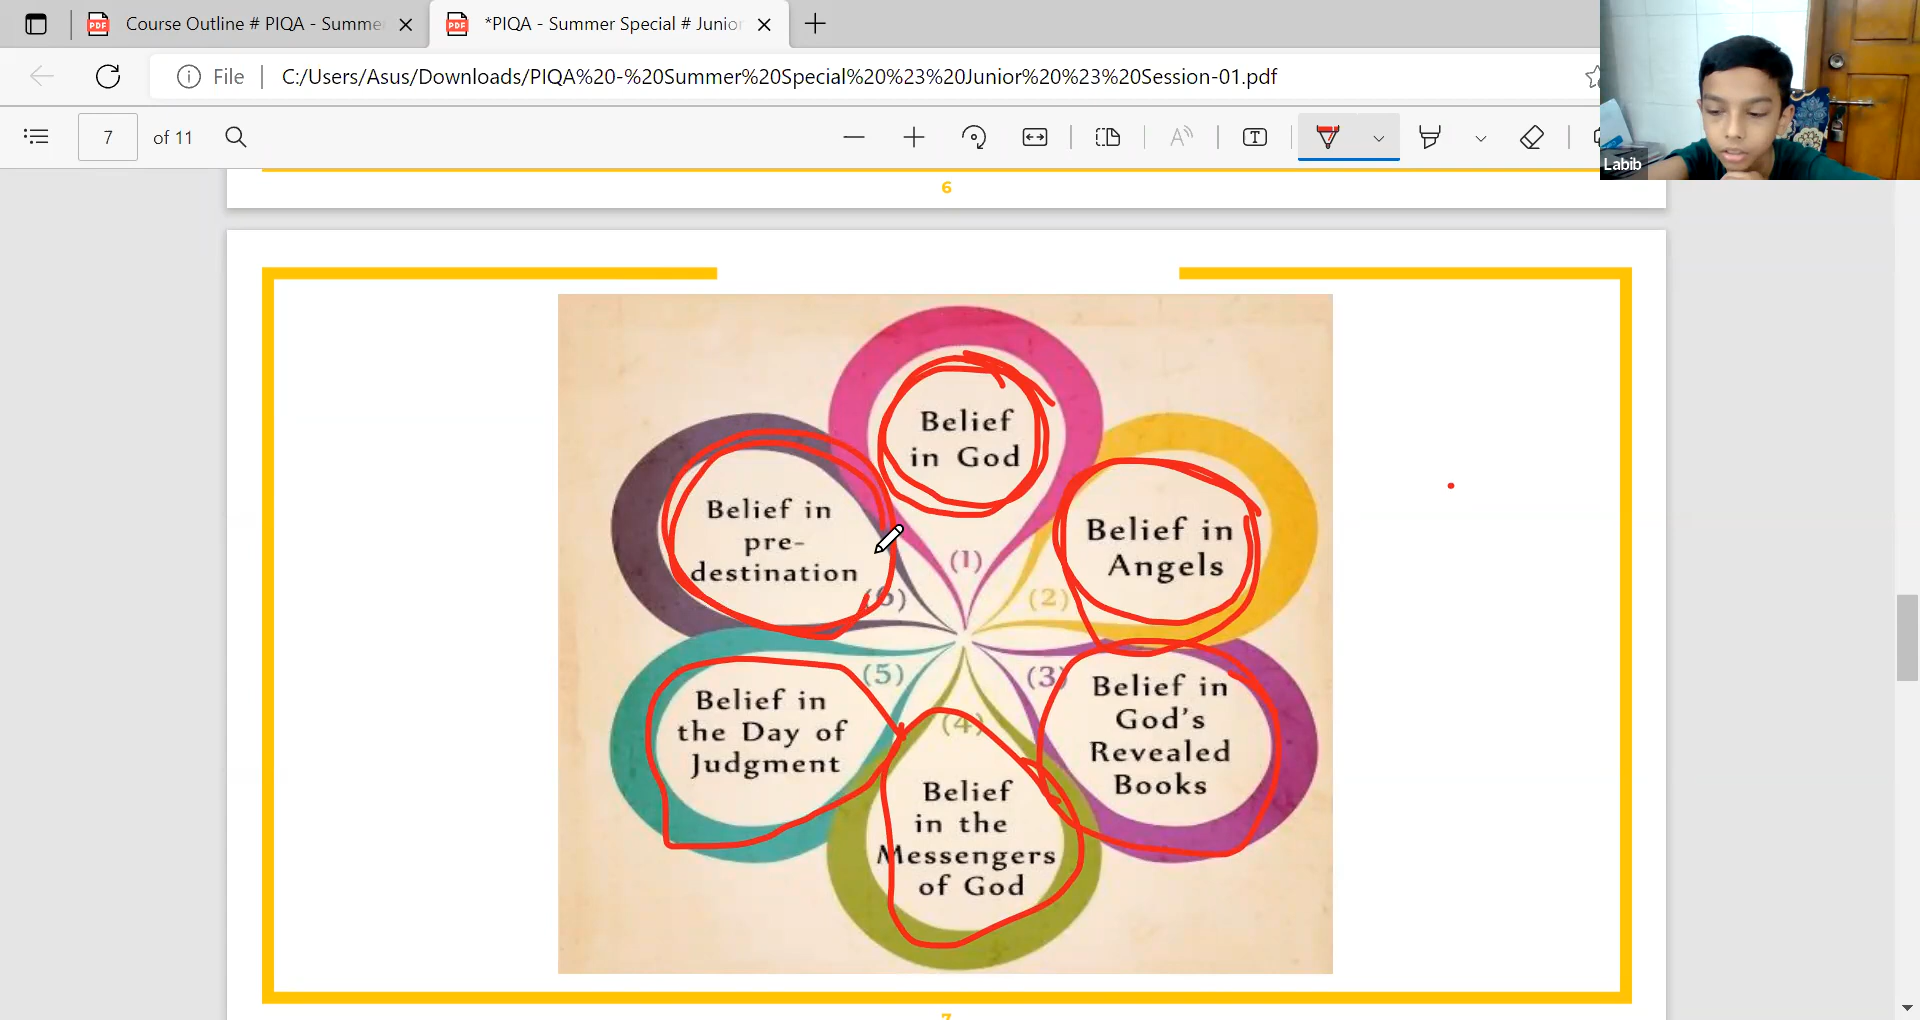 Course Outline # PIQA - Summe
*PIQA - Summer Special # Junio
File
C:/Users/Asus/Downloads/PIQA%20-%20Summer%20Special%20%23%20Junior%20%23%20Session-01.pdf
7 of 11
Labib
6
Belief
in God
(1)
Belief in
Angels
(2)
Belief in
God's
Revealed
Books
(3)
(4)
Belief
in the
Messengers
of God
(5)
Belief in
the Day of
Judgment
Belief in
pre-
destination
(6)
7